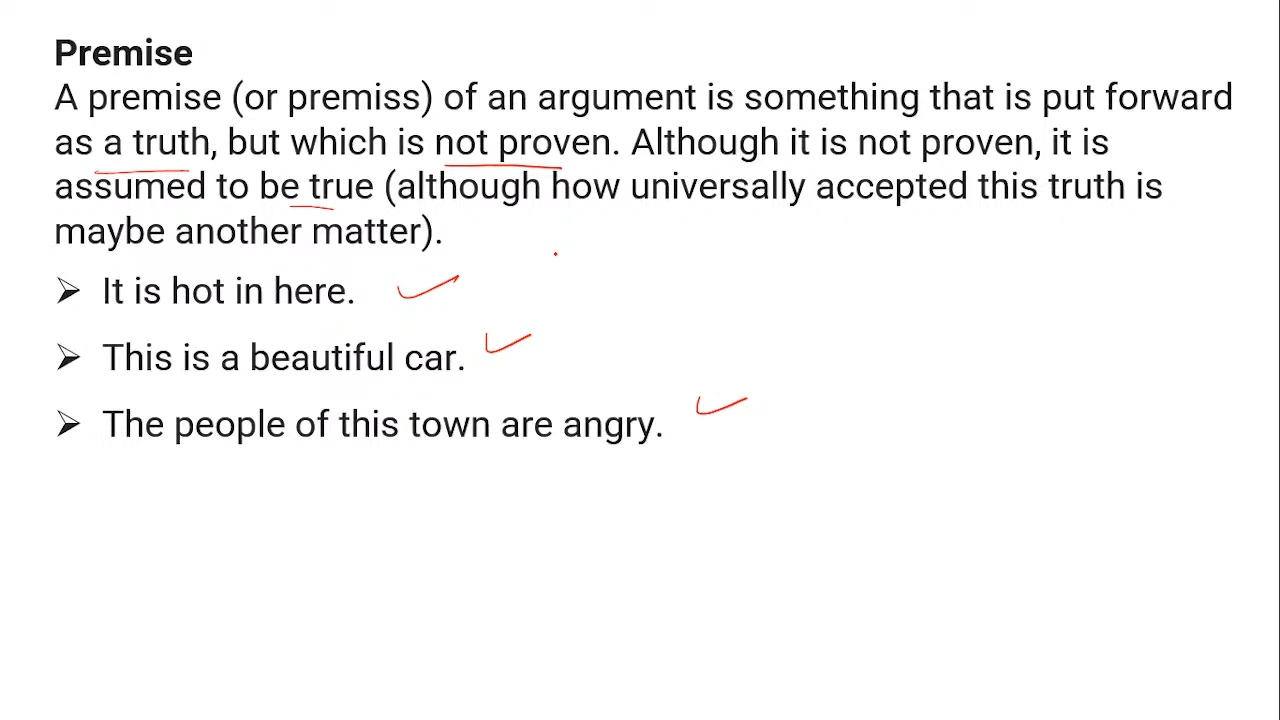 Premise
A premise (or premiss) of an argument is something that is put forward
as a truth, but which is not proven. Although it is not proven, it is
assumed to be true (although how universally accepted this truth is
maybe another matter).
➢ It is hot in here.
➢ This is a beautiful car.
➢ The people of this town are angry.